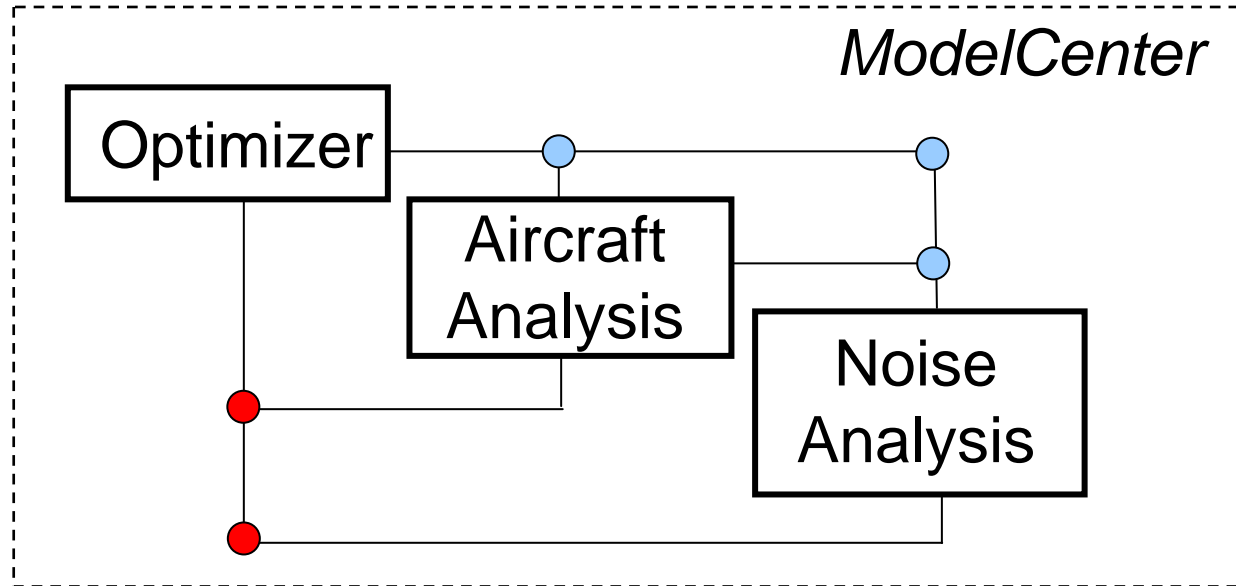 ModelCenter
Optimizer
Aircraft
Analysis
Noise
Analysis